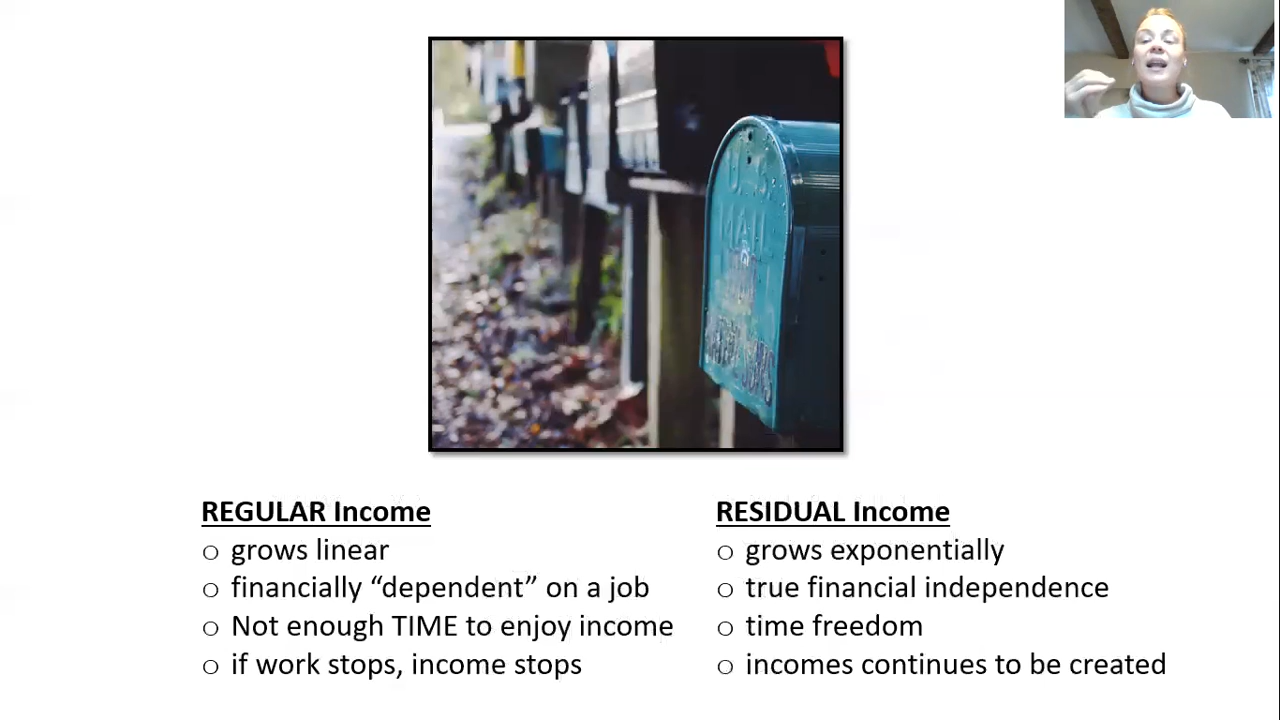 U.S.
MAIL
REGULAR Income
o grows linear
o financially “dependent” on a job
o Not enough TIME to enjoy income
o if work stops, income stops
RESIDUAL Income
o grows exponentially
o true financial independence
o time freedom
o incomes continues to be created